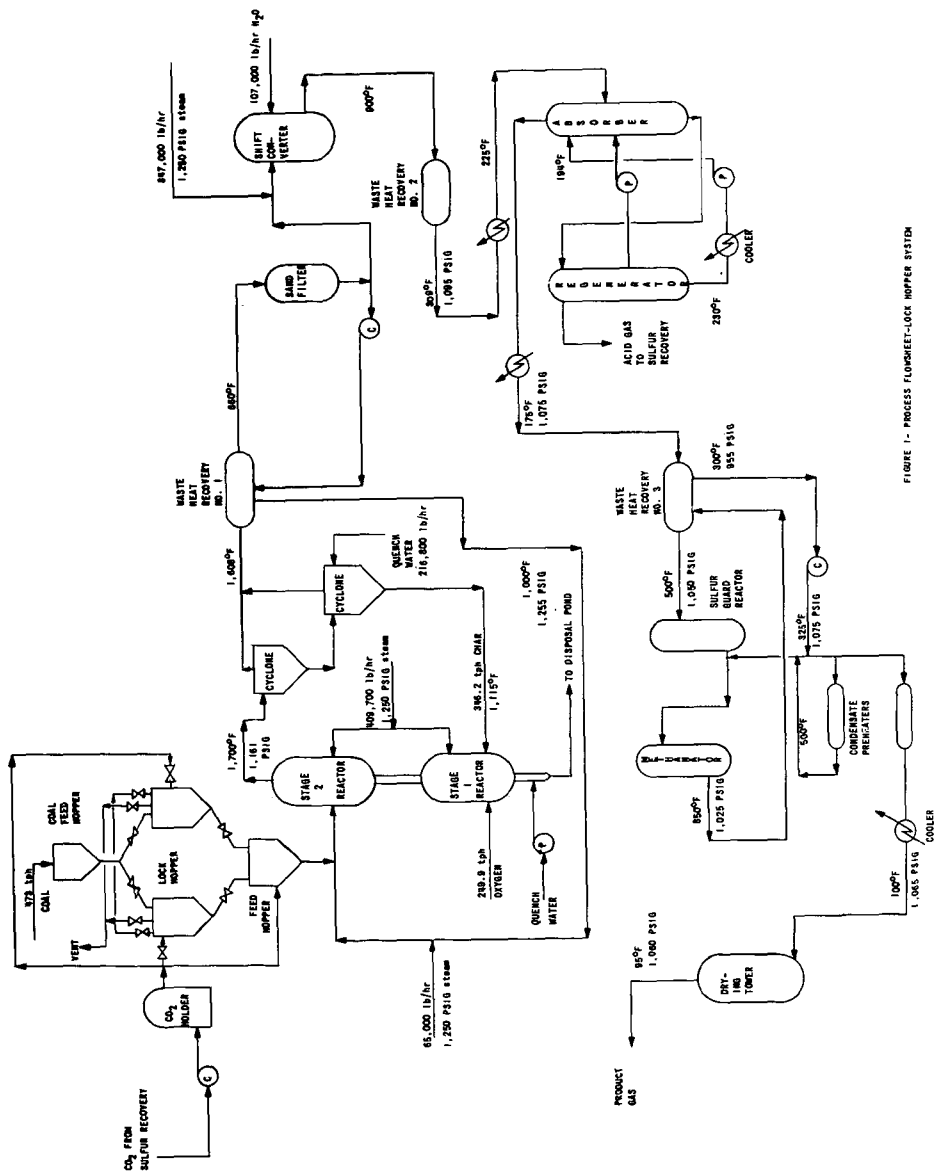 CO2 FROM
SULFUR RECOVERY
C
CO2
HOLDER
VENT
479 tph
COAL
COAL
FEED
HOPPER
LOCK
HOPPER
FEED
HOPPER
65,000 lb/hr
1,250 PSIG steam
249.9 tph
OXYGEN
QUENCH
WATER
P
STAGE
2
REACTOR
STAGE
1
REACTOR
1,700°F
1,161
PSIG
409,700 lb/hr
1,250 PSIG steam
TO DISPOSAL POND
CYCLONE
CYCLONE
QUENCH
WATER
216,800 lb/hr
346.2 tph CHAR
1,115°F
1,000°F
1,255 PSIG
1,608°F
WASTE
HEAT
RECOVERY
NO. 1
660°F
SAND
FILTER
C
847,000 lb/hr
1,250 PSIG steam
107,000 lb/hr H2O
SHIFT
CON-
VERTER
900°F
WASTE
HEAT
RECOVERY
NO. 2
309°F
1,095 PSIG
225°F
ABSORBER
194°F
P
P
REGENERATOR
COOLER
230°F
ACID GAS
TO
SULFUR
RECOVERY
175°F
1,075 PSIG
WASTE
HEAT
RECOVERY
NO. 3
300°F
955 PSIG
C
325°F
1,075 PSIG
500°F
1,050 PSIG
SULFUR
GUARD
REACTOR
METHANATOR
850°F
1,025 PSIG
500°F
CONDENSATE
PREHEATERS
COOLER
100°F
1,065 PSIG
DRY-
ING
TOWER
95°F
1,060 PSIG
PRODUCT
GAS
FIGURE 1- PROCESS FLOWSHEET-LOCK HOPPER SYSTEM